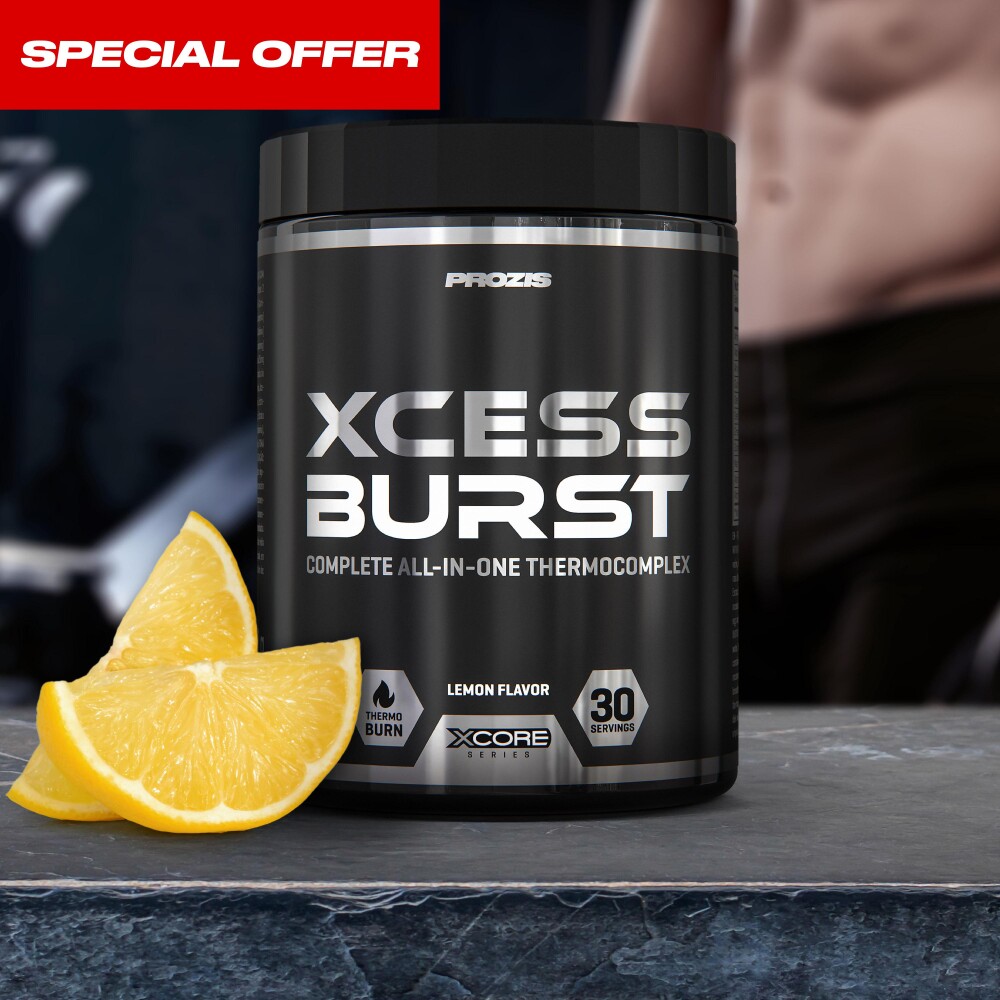 SPECIAL OFFER
PROZIS
XCESS
BURST
COMPLETE ALL-IN-ONE THERMOCOMPLEX
THERMO
BURN
LEMON FLAVOR
XCORE
SERIES
30
SERVINGS